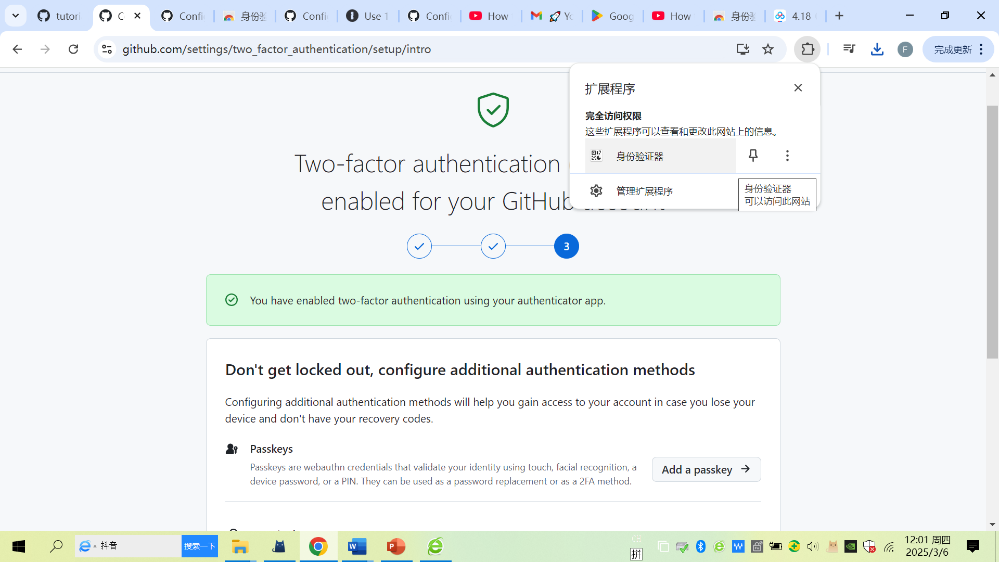 tutori
C
Confi
身份验
Confi
Use 1
Confi
How
Yo
Goog
How
身份验
4.18
github.com/settings/two_factor_authentication/setup/intro
F
完成更新
扩展程序
完全访问权限
这些扩展程序可以查看和更改此网站上的信息。
身份验证器
管理扩展程序
身份验证器
可以访问此网站
Two-factor authentication
enabled for your GitHub
3
You have enabled two-factor authentication using your authenticator app.
Don't get locked out, configure additional authentication methods
Configuring additional authentication methods will help you gain access to your account in case you lose your
device and don't have your recovery codes.
Passkeys
Passkeys are webauthn credentials that validate your identity using touch, facial recognition, a
device password, or a PIN. They can be used as a password replacement or as a 2FA method.
Add a passkey
抖音
搜索一下
拼
12:01 周四
2025/3/6